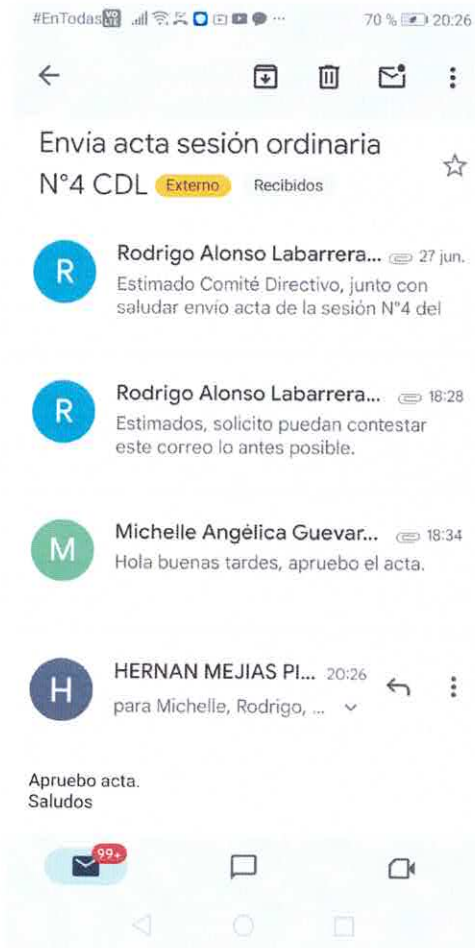 #EnTodas VO LY 70 % 20:26
Envía acta sesión ordinaria
N°4 CDL Externo Recibidos
R Rodrigo Alonso Labarrera... 27 jun.
Estimado Comité Directivo, junto con
saludar envío acta de la sesión N°4 del
R Rodrigo Alonso Labarrera... 18:28
Estimados, solicito puedan contestar
este correo lo antes posible.
M Michelle Angélica Guevar... 18:34
Hola buenas tardes, apruebo el acta.
H HERNAN MEJIAS PI... 20:26
para Michelle, Rodrigo, ...
Apruebo acta.
Saludos
99+